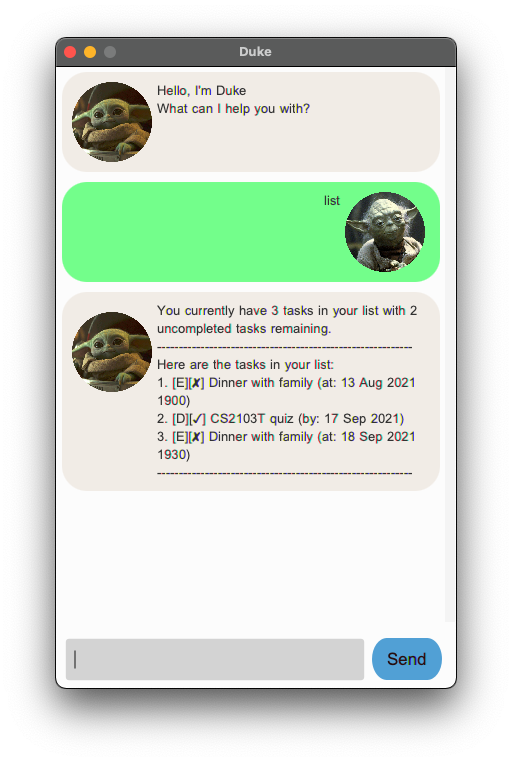 Duke
Hello, I'm Duke
What can I help you with?
list
You currently have 3 tasks in your list with 2
uncompleted tasks remaining.
------------------------------------------------------------
Here are the tasks in your list:
1. [E][✘] Dinner with family (at: 13 Aug 2021
1900)
2. [D][✓] CS2103T quiz (by: 17 Sep 2021)
3. [E][✘] Dinner with family (at: 18 Sep 2021
1930)
------------------------------------------------------------
Send